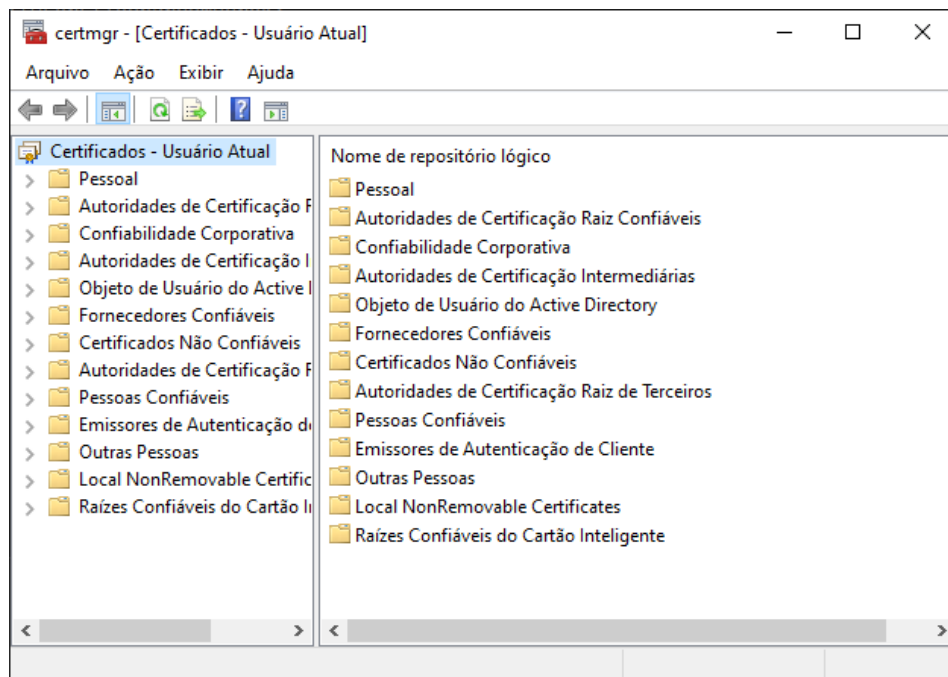 certmgr - [Certificados - Usuário Atual]
Arquivo Ação Exibir Ajuda
Certificados - Usuário Atual
Pessoal
Autoridades de Certificação
Confiabilidade Corporativa
Autoridades de Certificação
Objeto de Usuário do Active
Fornecedores Confiáveis
Certificados Não Confiáveis
Autoridades de Certificação
Pessoas Confiáveis
Emissores de Autenticação
Outras Pessoas
Local NonRemovable Certific
Raízes Confiáveis do Cartão
Nome de repositório lógico
Pessoal
Autoridades de Certificação Raiz Confiáveis
Confiabilidade Corporativa
Autoridades de Certificação Intermediárias
Objeto de Usuário do Active Directory
Fornecedores Confiáveis
Certificados Não Confiáveis
Autoridades de Certificação Raiz de Terceiros
Pessoas Confiáveis
Emissores de Autenticação de Cliente
Outras Pessoas
Local NonRemovable Certificates
Raízes Confiáveis do Cartão Inteligente